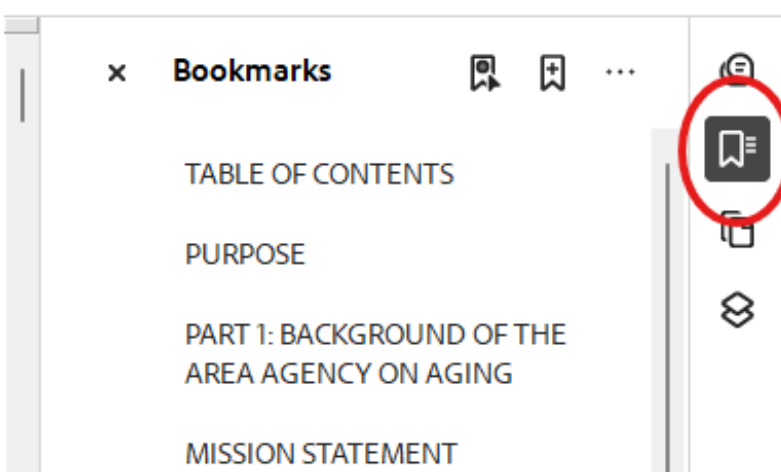 Bookmarks
TABLE OF CONTENTS
PURPOSE
PART 1: BACKGROUND OF THE
AREA AGENCY ON AGING
MISSION STATEMENT